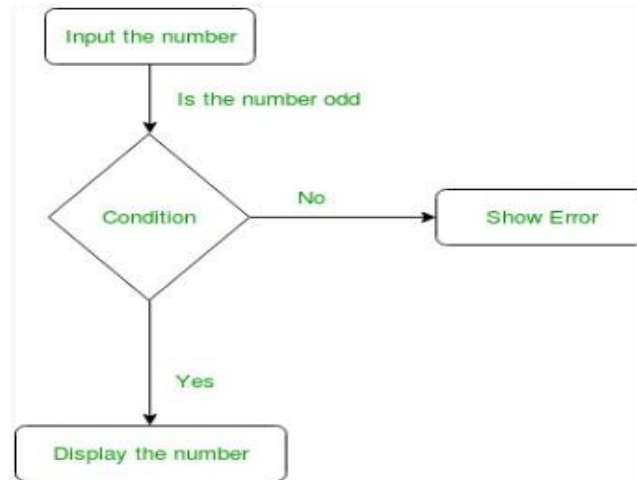 Input the number
Is the number odd
Condition
No
Show Error
Yes
Display the number